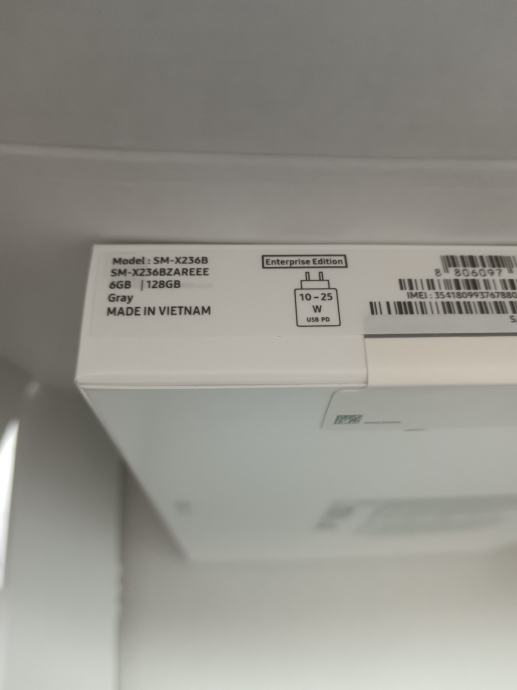 Model : SM-X236B
SM-X236BZAREEE
6GB | 128GB
Gray
MADE IN VIETNAM
Enterprise Edition
10 – 25
W
USB PD
8 806097
IMEI : 354180993767880